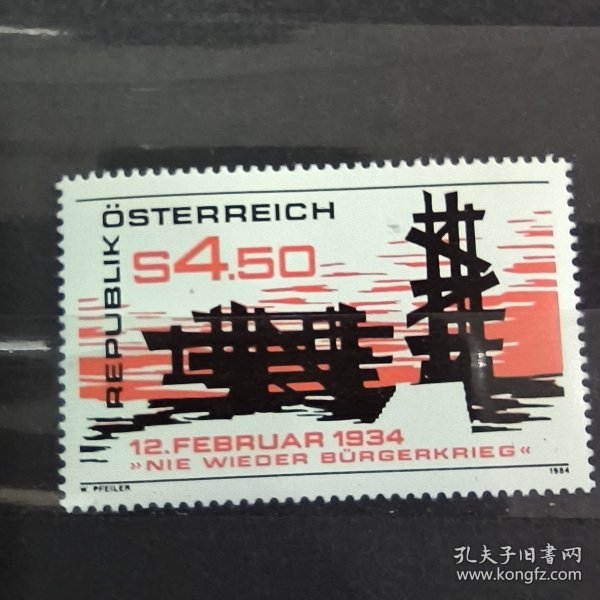 REPUBLIK ÖSTERREICH
S4.50
12.FEBRUAR 1934
»NIE WIEDER BÜRGERKRIEG«
W. PFEILER
1984
孔夫子旧书网
www.kongfz.com